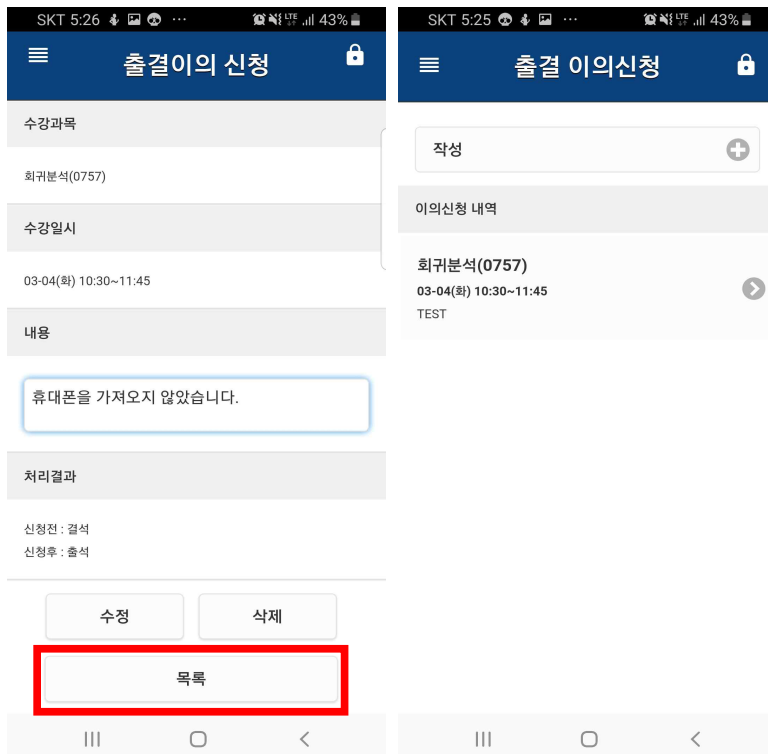 SKT 5:26
LTE
43%
출결이의 신청
수강과목
회귀분석(0757)
수강일시
03-04(화) 10:30~11:45
내용
휴대폰을 가져오지 않았습니다.
처리결과
신청전 : 결석
신청후 : 출석
수정
삭제
목록
SKT 5:25
LTE
43%
출결 이의신청
작성
이의신청 내역
회귀분석(0757)
03-04(화) 10:30~11:45
TEST